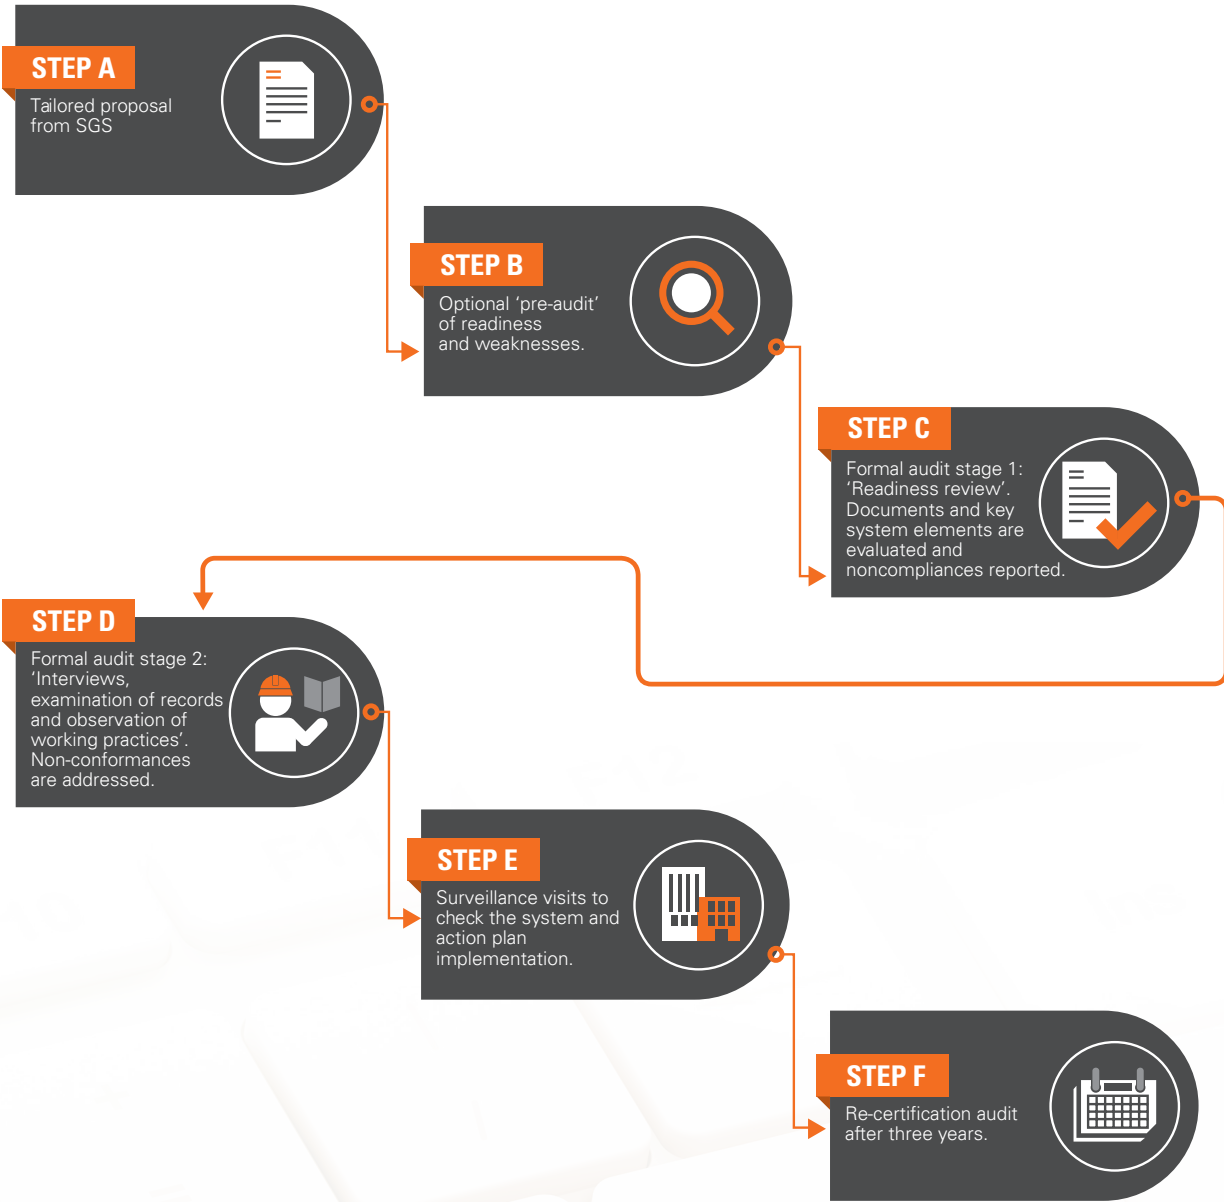 STEP A
Tailored proposal
from SGS
STEP B
Optional ‘pre-audit’
of readiness
and weaknesses.
STEP C
Formal audit stage 1:
‘Readiness review’.
Documents and key
system elements are
evaluated and
noncompliances reported.
STEP D
Formal audit stage 2:
‘Interviews,
examination of records
and observation of
working practices’.
Non-conformances
are addressed.
STEP E
Surveillance visits to
check the system and
action plan
implementation.
STEP F
Re-certification audit
after three years.